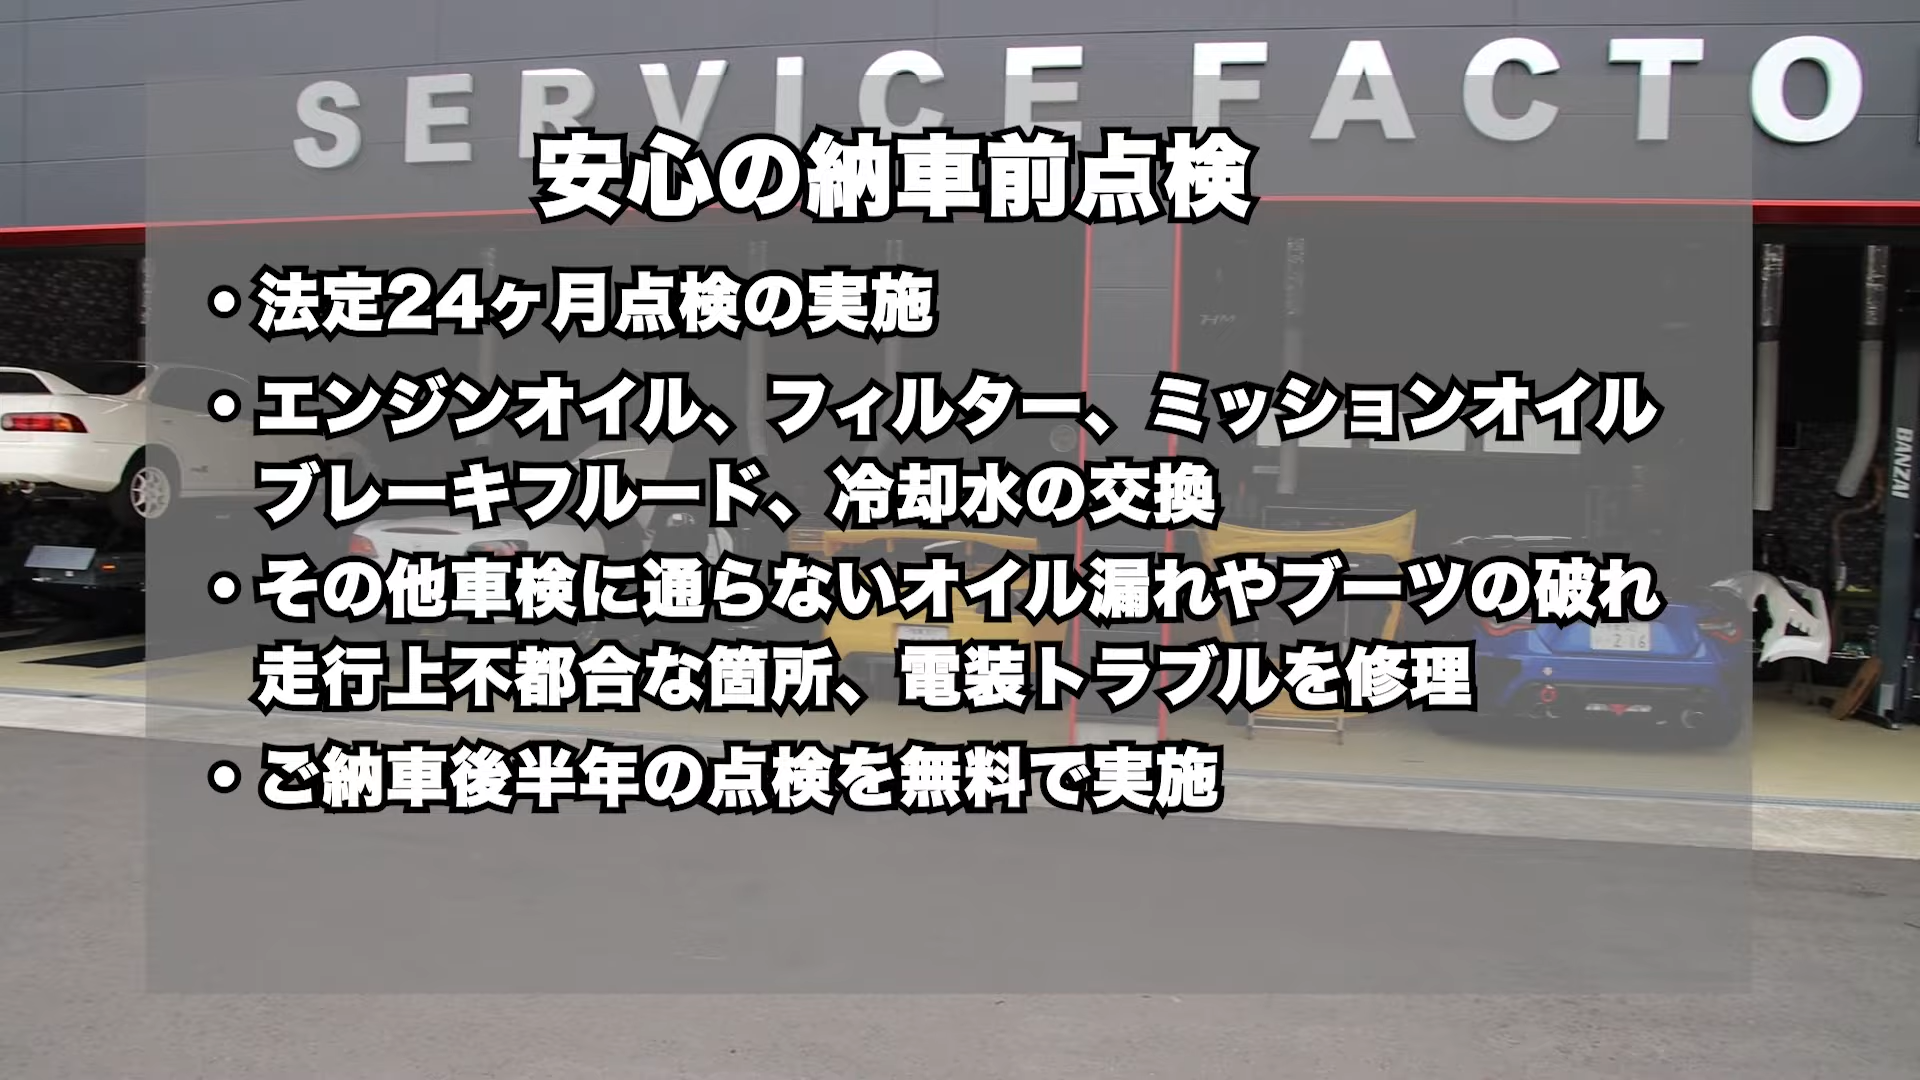 SERVICE FACTO
安心の納車前点検
・法定24ヶ月点検の実施
・エンジンオイル、フィルター、ミッションオイル
ブレーキフルード、冷却水の交換
・その他車検に通らないオイル漏れやブーツの破れ
走行上不都合な箇所、電装トラブルを修理
・ご納車後半年の点検を無料で実施
BANZAI
216